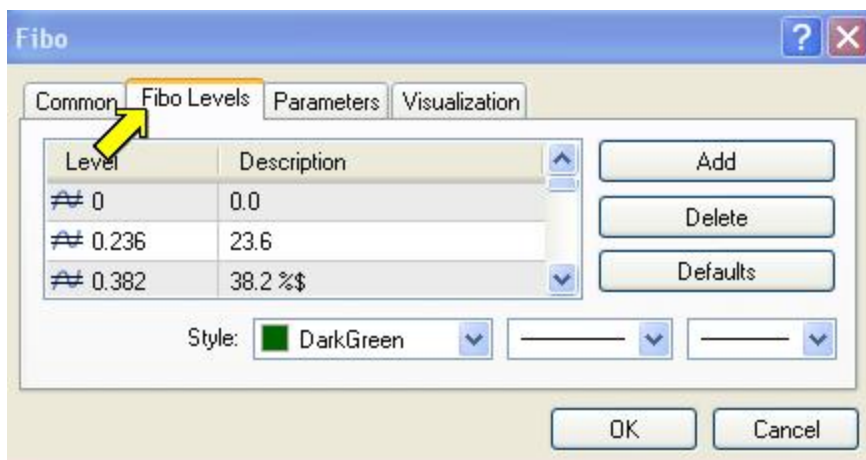 Fibo
Common Fibo Levels Parameters Visualization
Level Description Add
0 0.0
Delete
0.236 23.6
0.382 38.2 %$ Defaults
Style: DarkGreen
OK Cancel